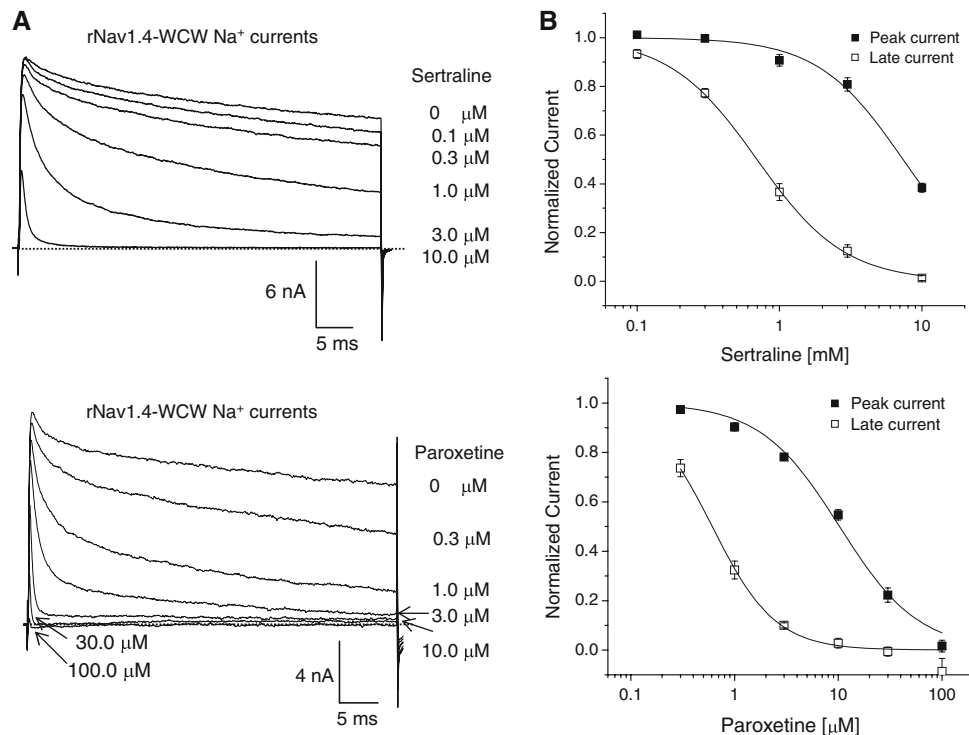 A
rNav1.4-WCW Na⁺ currents
Sertraline
0 μM
0.1 μM
0.3 μM
1.0 μM
3.0 μM
10.0 μM
6 nA
5 ms
B
Peak current
Late current
Normalized Current
1.0
0.8
0.6
0.4
0.2
0.0
0.1
1
10
Sertraline [mM]
rNav1.4-WCW Na⁺ currents
Paroxetine
0 μM
0.3 μM
1.0 μM
3.0 μM
10.0 μM
30.0 μM
100.0 μM
4 nA
5 ms
Peak current
Late current
Normalized Current
1.0
0.8
0.6
0.4
0.2
0.0
0.1
1
10
100
Paroxetine [μM]